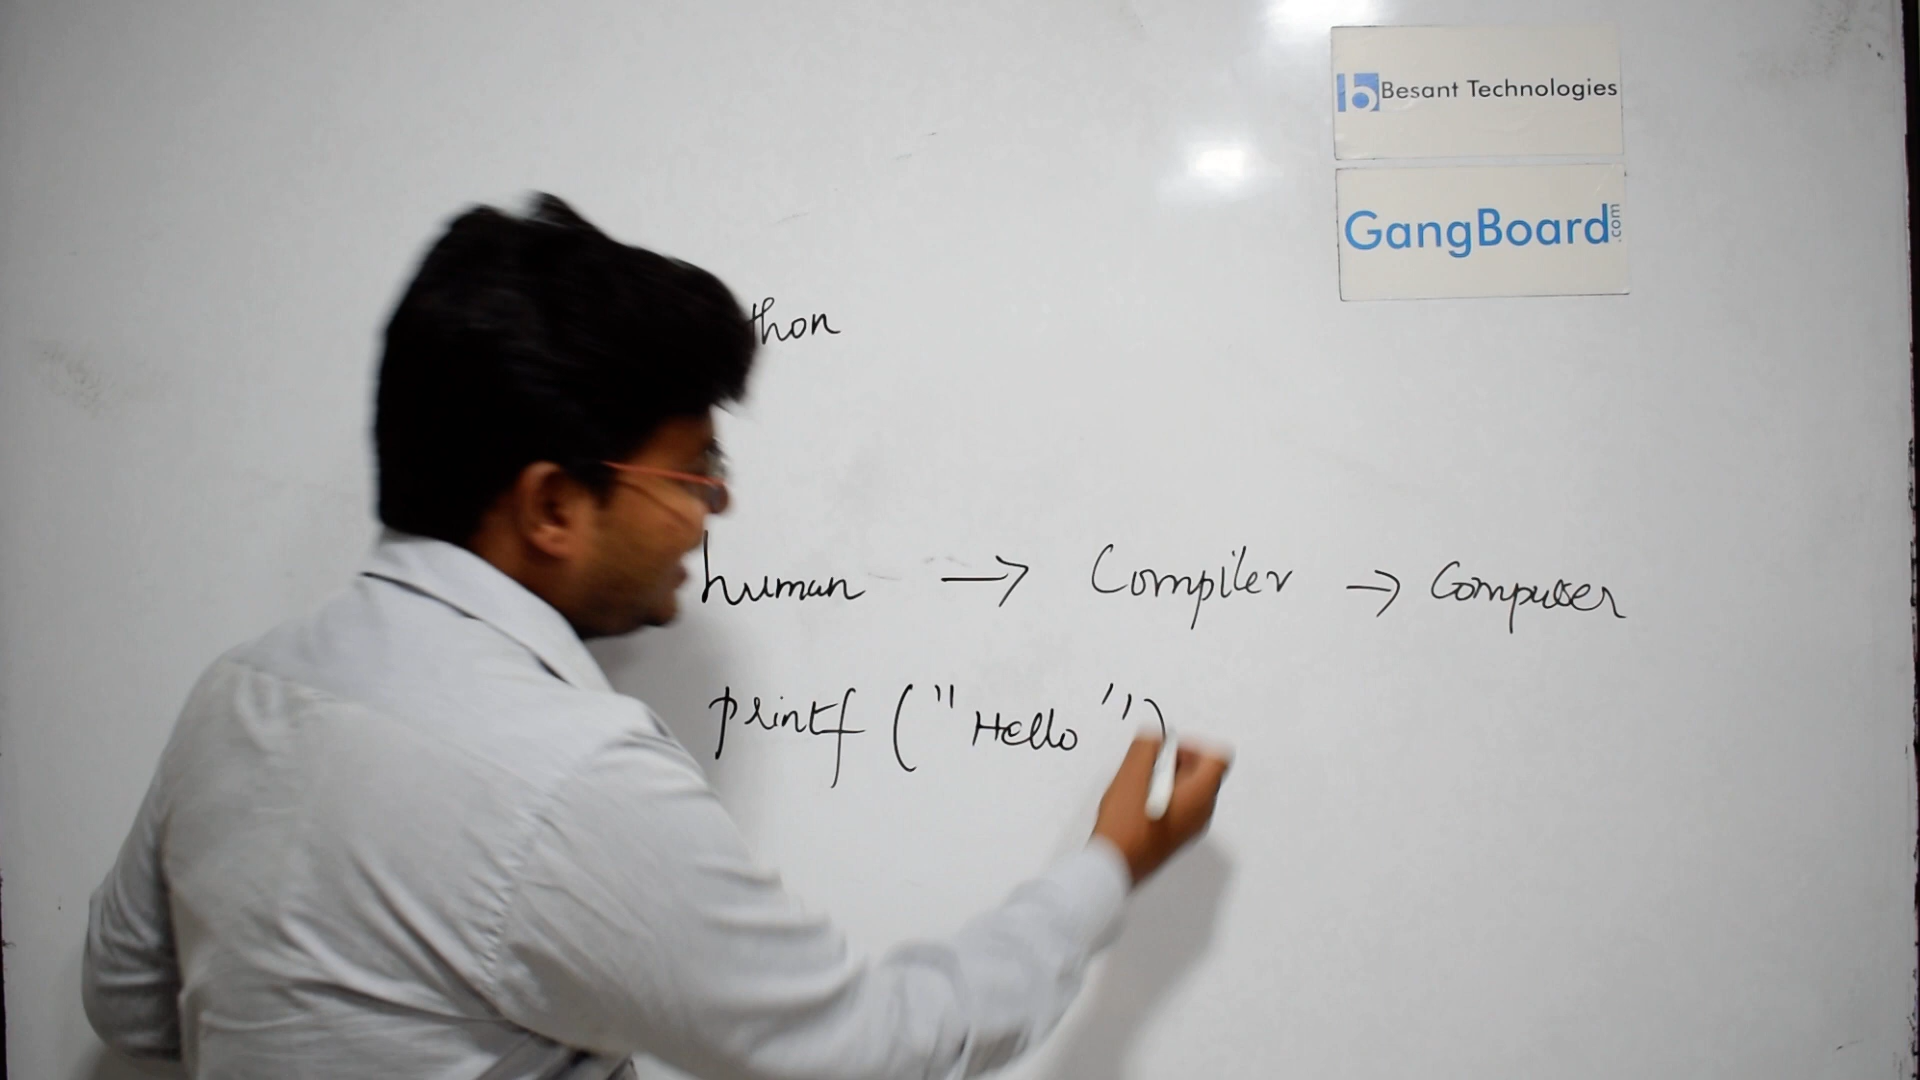 Besant Technologies
GangBoard.com
thon
human → Compiler → Computer
printf ("Hello")